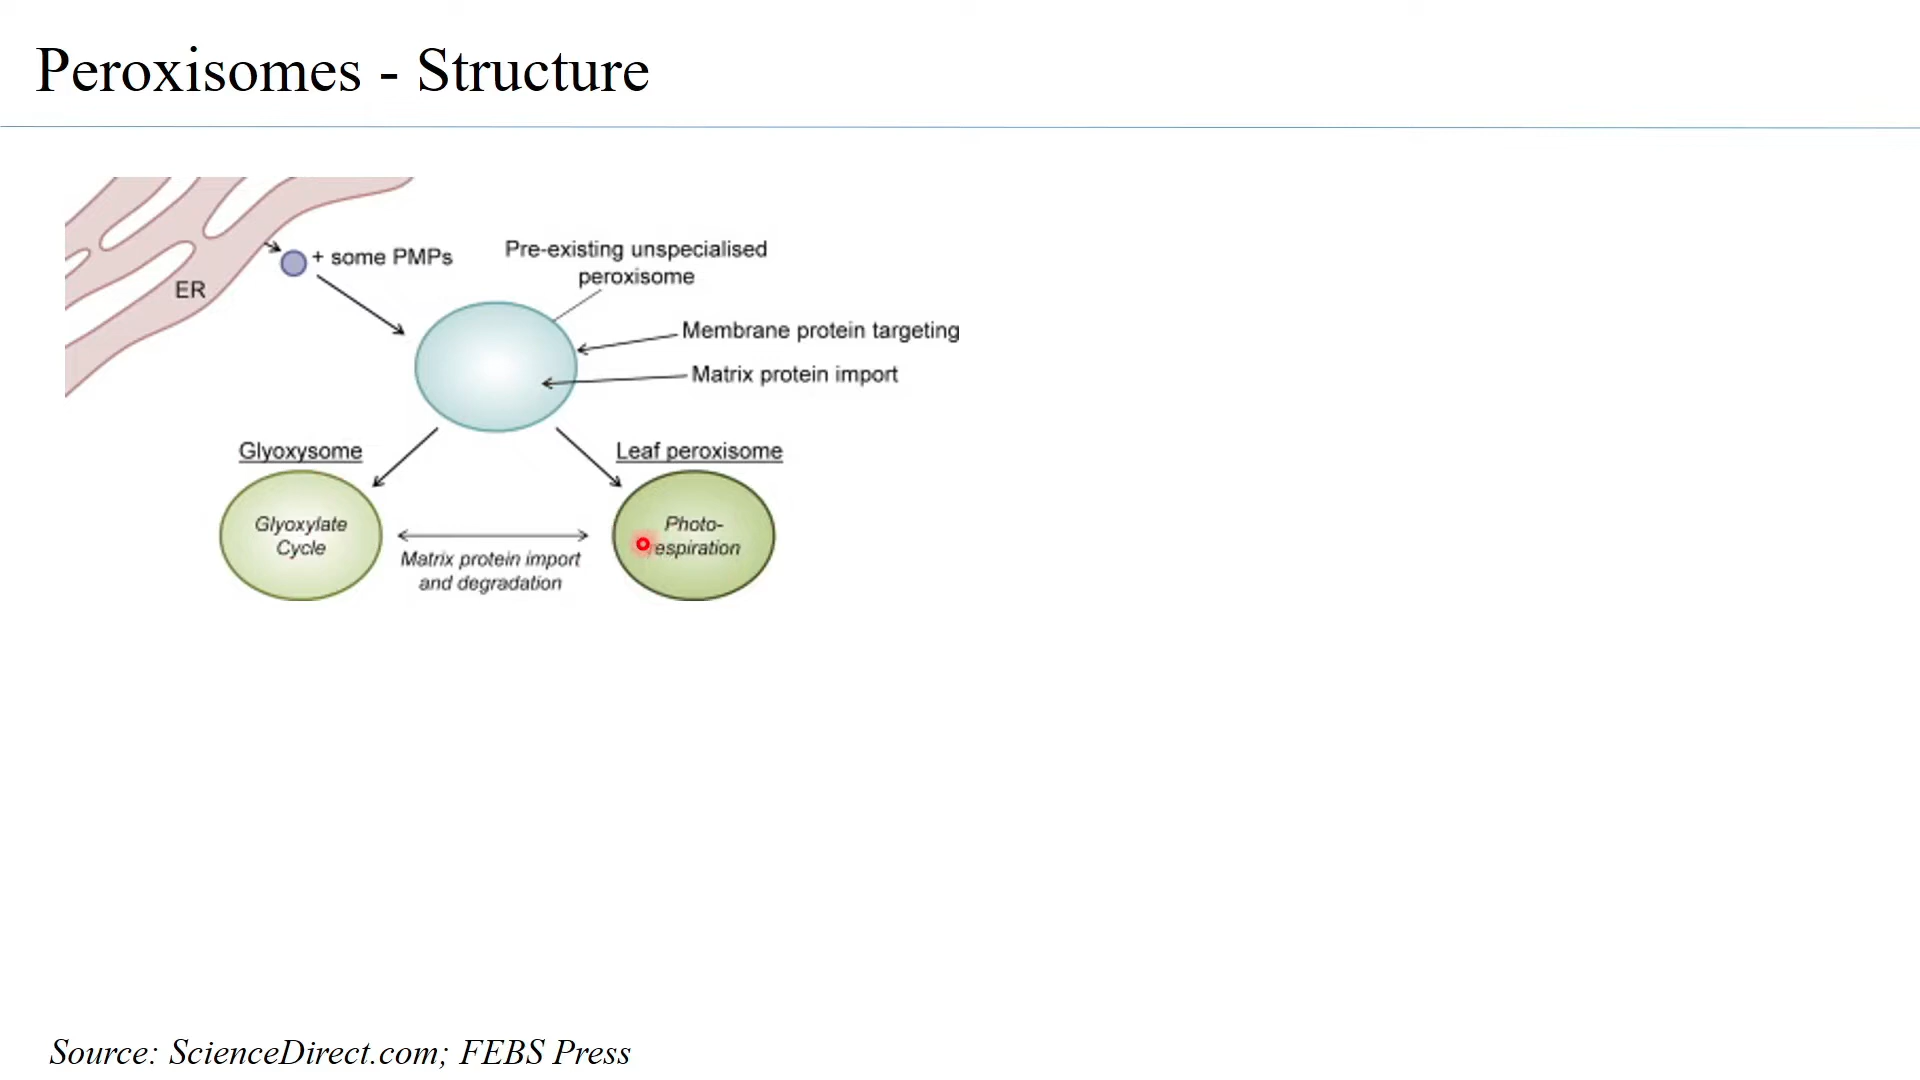 Peroxisomes - Structure
+ some PMPs
ER
Pre-existing unspecialised
peroxisome
Membrane protein targeting
Matrix protein import
Glyoxysome
Leaf peroxisome
Glyoxylate
Cycle
Matrix protein import
and degradation
Photo-
respiration
Source: ScienceDirect.com; FEBS Press